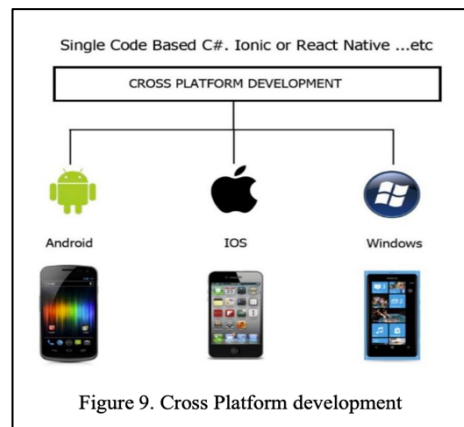 Single Code Based C#. Ionic or React Native ...etc
CROSS PLATFORM DEVELOPMENT
Android IOS Windows
Figure 9. Cross Platform development